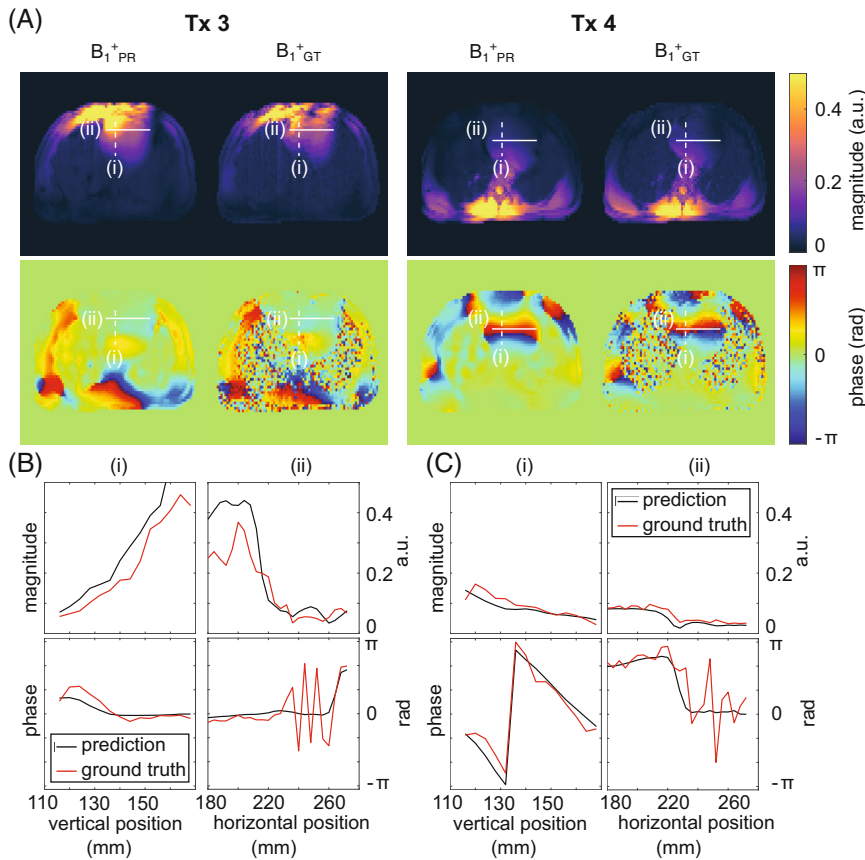 (A)
Tx 3
Tx 4
B₁⁺PR
B₁⁺GT
B₁⁺PR
B₁⁺GT
(ii)
(i)
(ii)
(i)
(ii)
(i)
(ii)
(i)
0.4
0.2
0
magnitude (a.u.)
(ii)
(i)
(ii)
(i)
(ii)
(i)
(ii)
(i)
π
0
-π
phase (rad)
(B)
(i)
(ii)
magnitude
0.4
0.2
0
a.u.
phase
prediction
ground truth
π
0
-π
rad
110 130 150
vertical position
(mm)
180 220 260
horizontal position
(mm)
(C)
(i)
(ii)
magnitude
prediction
ground truth
0.4
0.2
0
a.u.
phase
π
0
-π
rad
110 130 150
vertical position
(mm)
180 220 260
horizontal position
(mm)